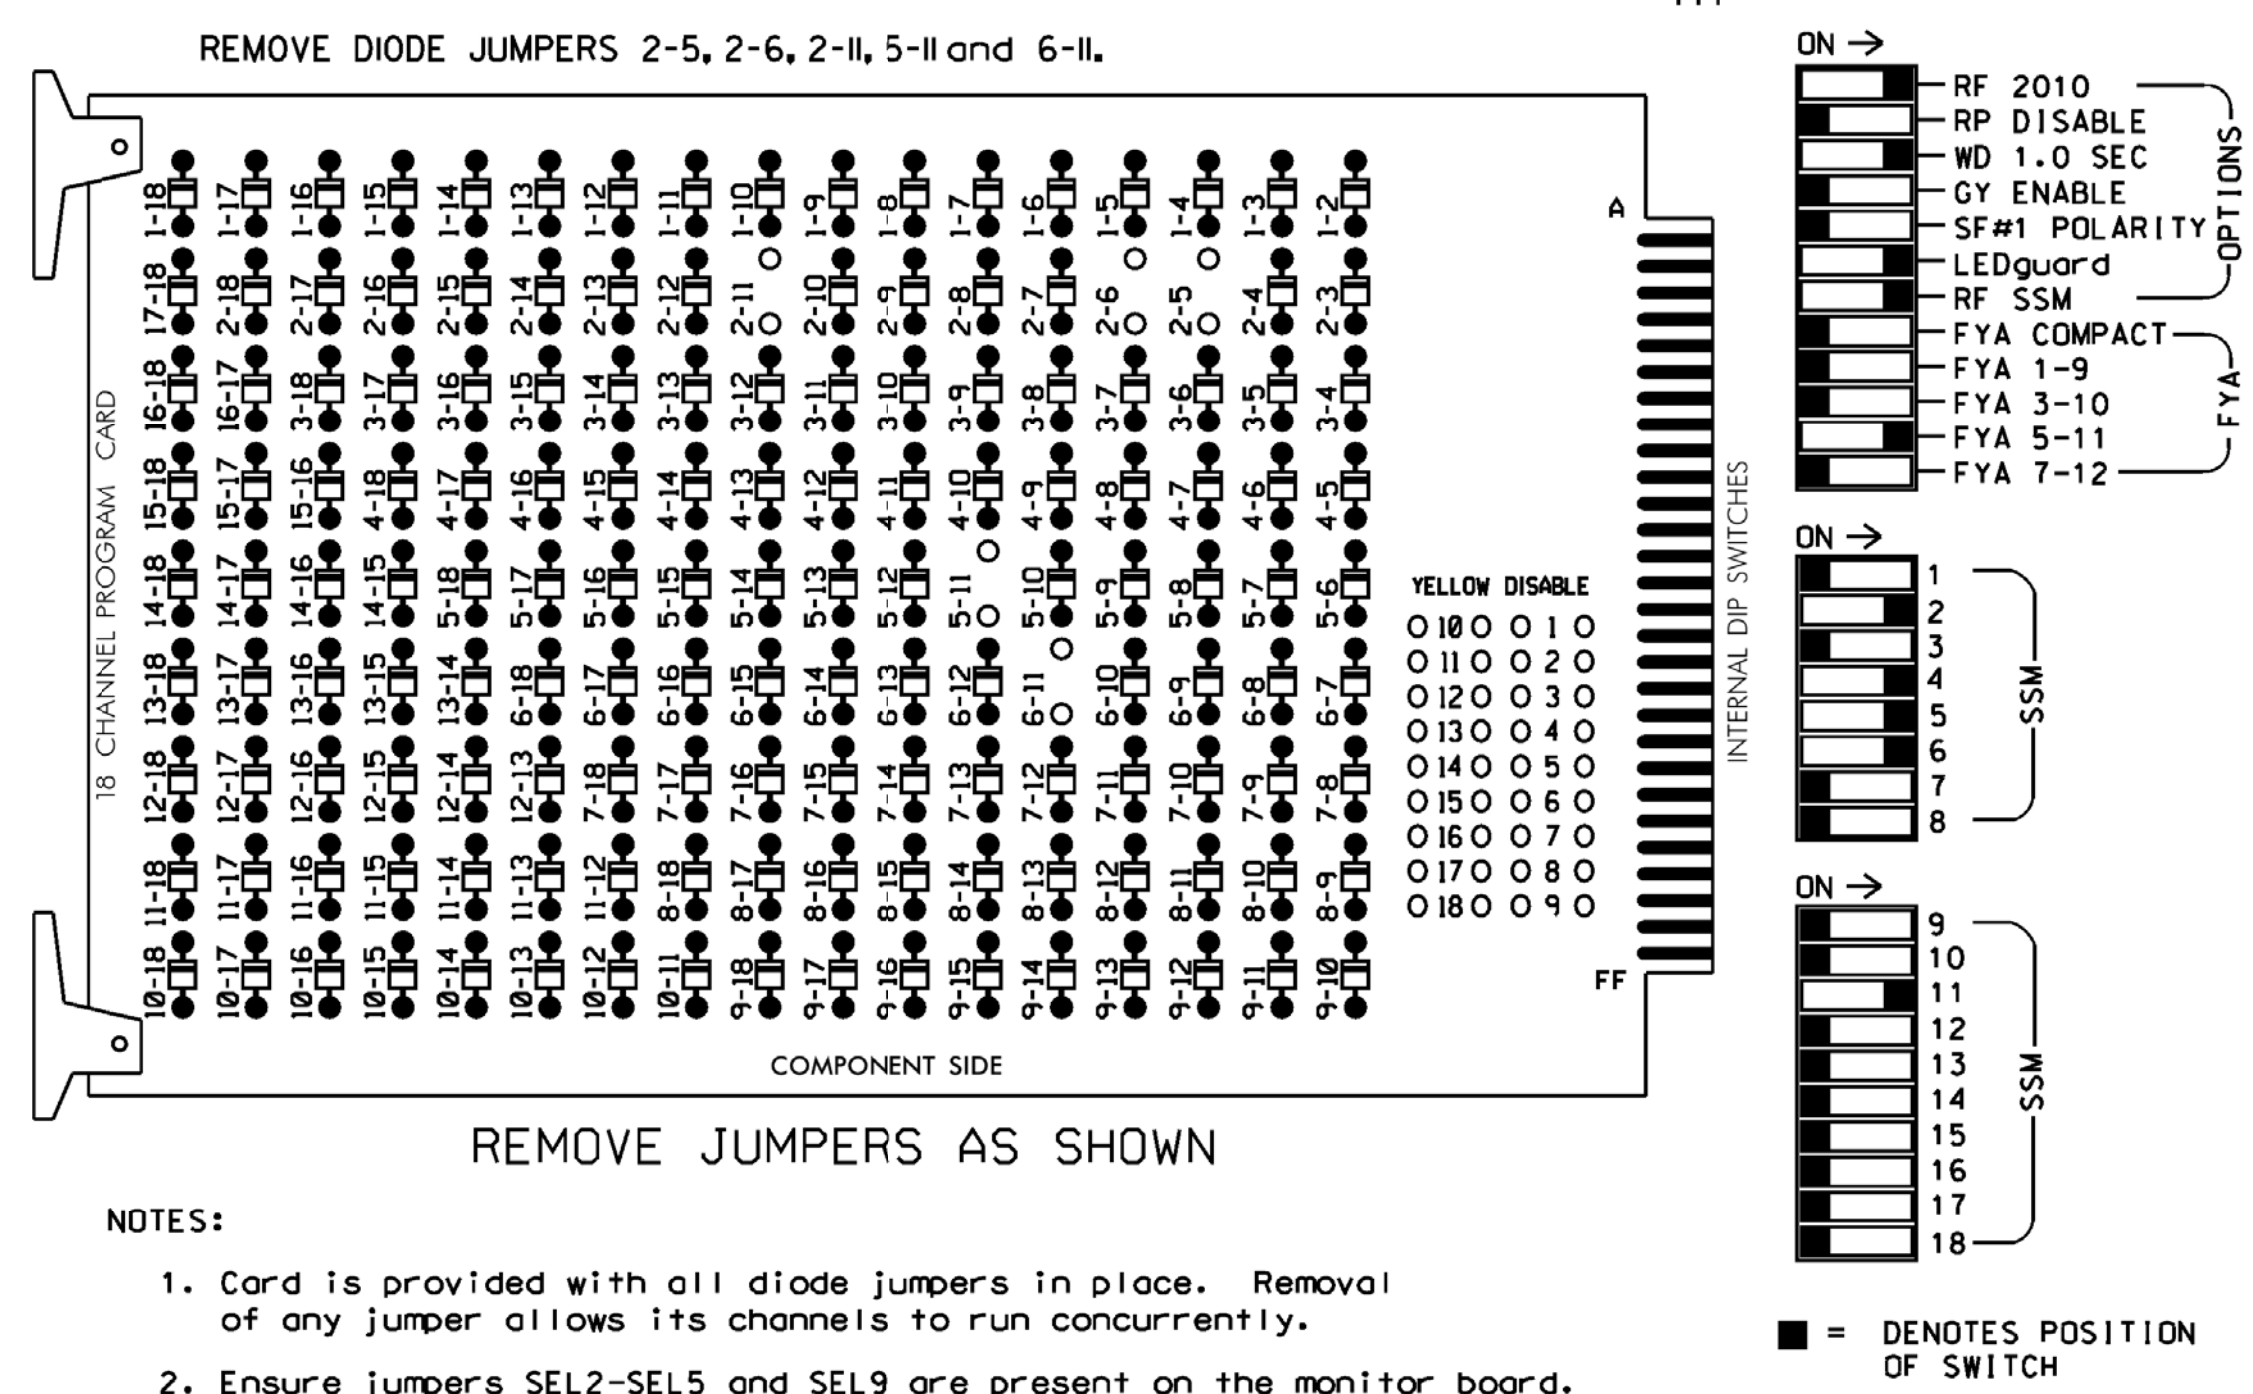 REMOVE DIODE JUMPERS 2-5, 2-6, 2-11, 5-11 and 6-11.
18 CHANNEL PROGRAM CARD
1-18 1-17 1-16 1-15 1-14 1-13 1-12 1-11 1-10 1-9 1-8 1-7 1-6 1-5 1-4 1-3 1-2
17-18 2-18 2-17 2-16 2-15 2-14 2-13 2-12 2-11 2-10 2-9 2-8 2-7 2-6 2-5 2-4 2-3
16-18 16-17 3-18 3-17 3-16 3-15 3-14 3-13 3-12 3-11 3-10 3-9 3-8 3-7 3-6 3-5 3-4
15-18 15-17 15-16 4-18 4-17 4-16 4-15 4-14 4-13 4-12 4-11 4-10 4-9 4-8 4-7 4-6 4-5
14-18 14-17 14-16 14-15 5-18 5-17 5-16 5-15 5-14 5-13 5-12 5-11 5-10 5-9 5-8 5-7 5-6
13-18 13-17 13-16 13-15 13-14 6-18 6-17 6-16 6-15 6-14 6-13 6-12 6-11 6-10 6-9 6-8 6-7
12-18 12-17 12-16 12-15 12-14 12-13 7-18 7-17 7-16 7-15 7-14 7-13 7-12 7-11 7-10 7-9 7-8
11-18 11-17 11-16 11-15 11-14 11-13 11-12 8-18 8-17 8-16 8-15 8-14 8-13 8-12 8-11 8-10 8-9
10-18 10-17 10-16 10-15 10-14 10-13 10-12 10-11 9-18 9-17 9-16 9-15 9-14 9-13 9-12 9-11 9-10
A
YELLOW DISABLE
10 1
11 2
12 3
13 4
14 5
15 6
16 7
17 8
18 9
FF
COMPONENT SIDE
INTERNAL DIP SWITCHES
ON
RF 2010
RP DISABLE
WD 1.0 SEC
GY ENABLE
SF#1 POLARITY
LEDguard
RF SSM
OPTIONS
FYA COMPACT
FYA 1-9
FYA 3-10
FYA 5-11
FYA 7-12
FYA
ON
1
2
3
4
5
6
7
8
SSM
ON
9
10
11
12
13
14
15
16
17
18
SSM
= DENOTES POSITION
OF SWITCH
REMOVE JUMPERS AS SHOWN
NOTES:
1. Card is provided with all diode jumpers in place. Removal
of any jumper allows its channels to run concurrently.
2. Ensure jumpers SEL2-SEL5 and SEL9 are present on the monitor board.